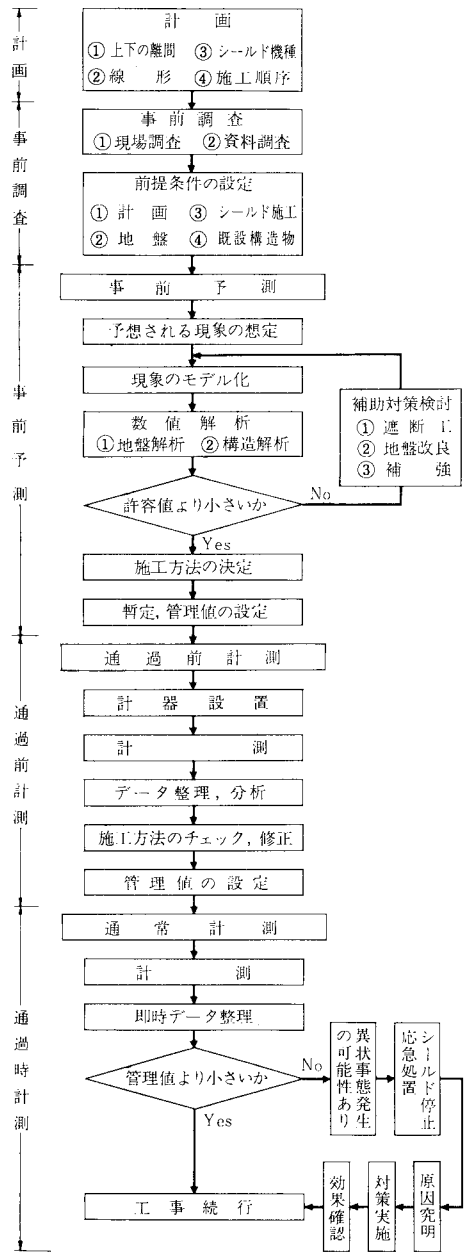 計画
計画
① 上下の離間 ③ シールド機種
② 線形 ④ 施工順序
事前調査
事前調査
① 現場調査 ② 資料調査
前提条件の設定
① 計画 ③ シールド施工
② 地盤 ④ 既設構造物
事前予測
事前予測
予想される現象の想定
現象のモデル化
数値解析
① 地盤解析 ② 構造解析
補助対策検討
① 遮断工
② 地盤改良
③ 補強
許容値より小さいか
No
Yes
施工方法の決定
暫定, 管理値の設定
通過前計測
通過前計測
計器設置
計測
データ整理, 分析
施工方法のチェック, 修正
管理値の設定
通過時計測
通常計測
計測
即時データ整理
管理値より小さいか
No
異状事態発生
の可能性あり
シールド停止
応急処置
Yes
原因究明
対策実施
効果確認
工事続行